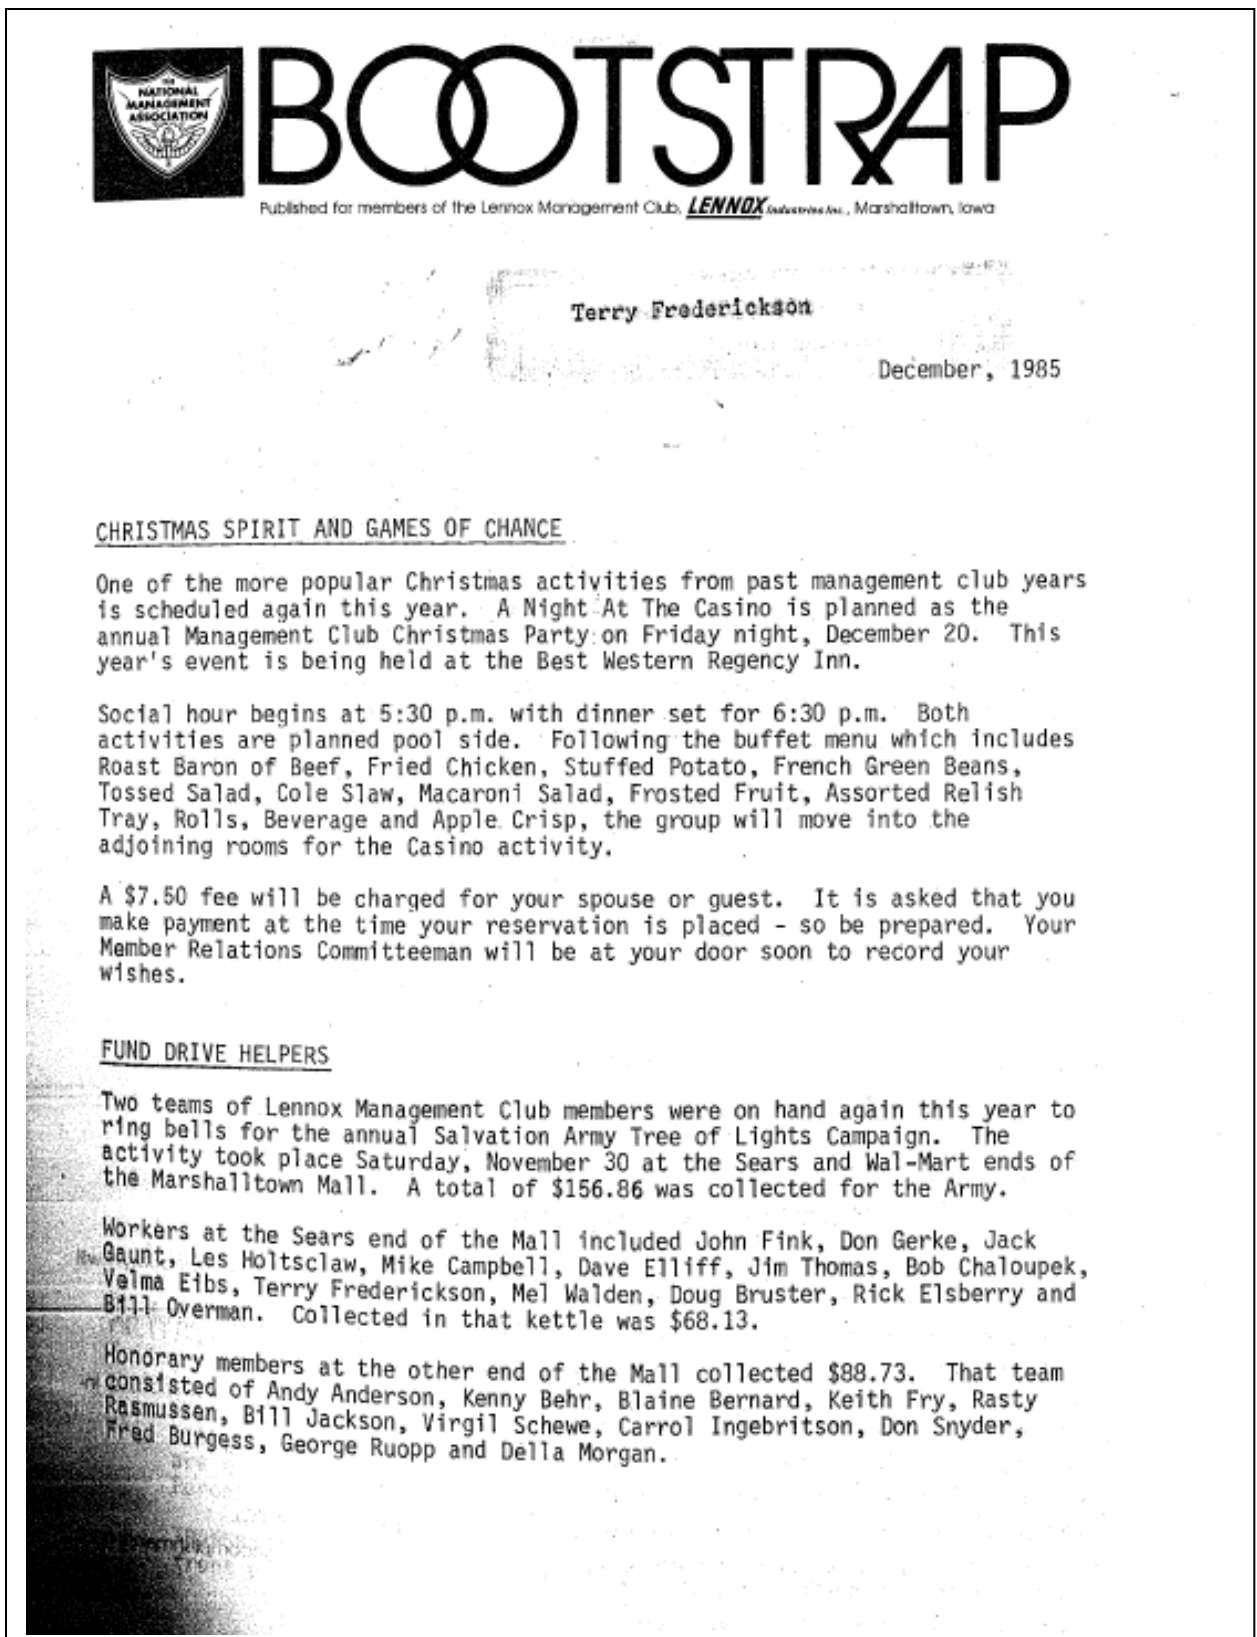 THE
NATIONAL
MANAGEMENT
ASSOCIATION
BOOTSTRAP
Published for members of the Lennox Management Club, LENNOX Industries Inc., Marshalltown, Iowa
Terry Frederickson
December, 1985
CHRISTMAS SPIRIT AND GAMES OF CHANCE
One of the more popular Christmas activities from past management club years
is scheduled again this year. A Night At The Casino is planned as the
annual Management Club Christmas Party on Friday night, December 20. This
year's event is being held at the Best Western Regency Inn.
Social hour begins at 5:30 p.m. with dinner set for 6:30 p.m. Both
activities are planned pool side. Following the buffet menu which includes
Roast Baron of Beef, Fried Chicken, Stuffed Potato, French Green Beans,
Tossed Salad, Cole Slaw, Macaroni Salad, Frosted Fruit, Assorted Relish
Tray, Rolls, Beverage and Apple Crisp, the group will move into the
adjoining rooms for the Casino activity.
A $7.50 fee will be charged for your spouse or guest. It is asked that you
make payment at the time your reservation is placed - so be prepared. Your
Member Relations Committeeman will be at your door soon to record your
wishes.
FUND DRIVE HELPERS
Two teams of Lennox Management Club members were on hand again this year to
ring bells for the annual Salvation Army Tree of Lights Campaign. The
activity took place Saturday, November 30 at the Sears and Wal-Mart ends of
the Marshalltown Mall. A total of $156.86 was collected for the Army.
Workers at the Sears end of the Mall included John Fink, Don Gerke, Jack
Gaunt, Les Holtsclaw, Mike Campbell, Dave Elliff, Jim Thomas, Bob Chaloupek,
Velma Eibs, Terry Frederickson, Mel Walden, Doug Bruster, Rick Elsberry and
Bill Overman. Collected in that kettle was $68.13.
Honorary members at the other end of the Mall collected $88.73. That team
consisted of Andy Anderson, Kenny Behr, Blaine Bernard, Keith Fry, Rasty
Rasmussen, Bill Jackson, Virgil Schewe, Carrol Ingebritson, Don Snyder,
Fred Burgess, George Ruopp and Della Morgan.